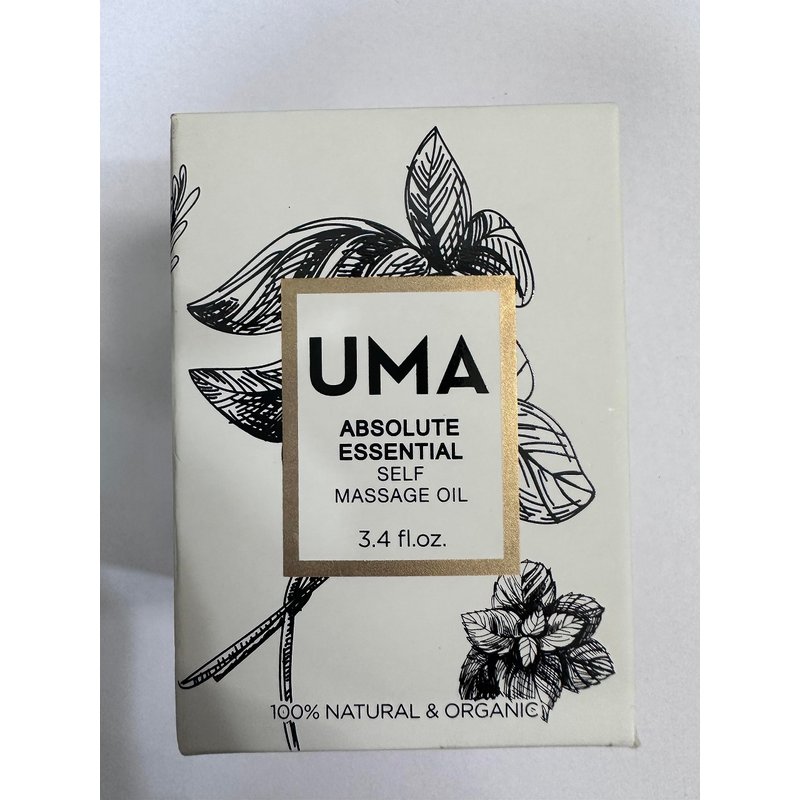 UMA
ABSOLUTE
ESSENTIAL
SELF
MASSAGE OIL
3.4 fl.oz.
100% NATURAL & ORGANIC